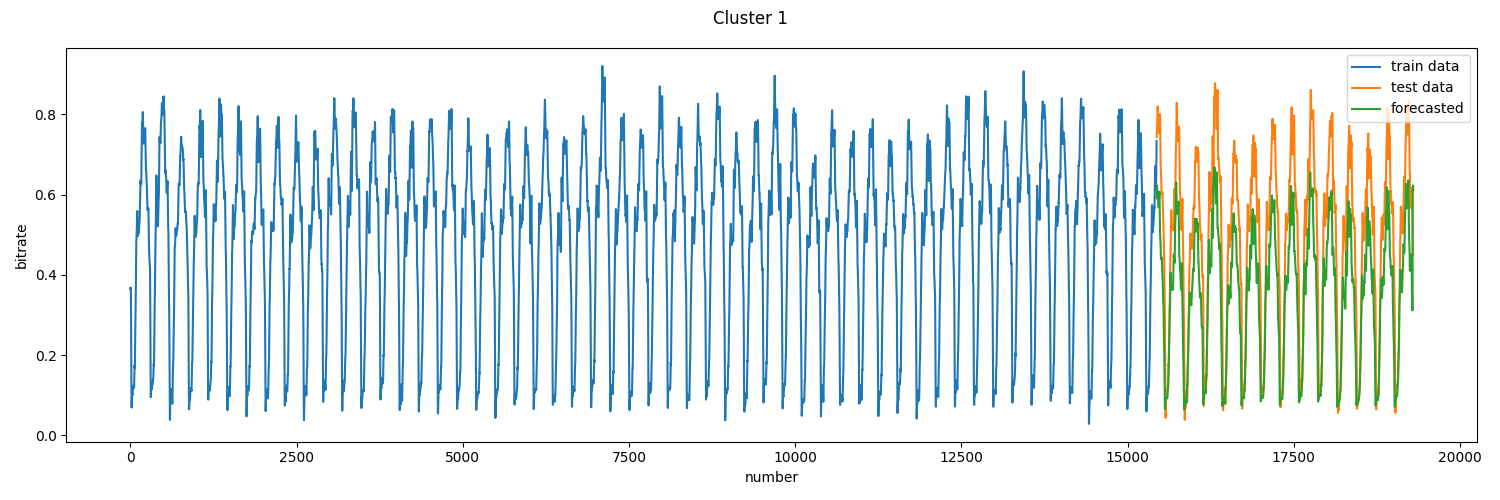 Cluster 1
train data
test data
forecasted
bitrate
0.8
0.6
0.4
0.2
0.0
0 2500 5000 7500 10000 12500 15000 17500 20000
number